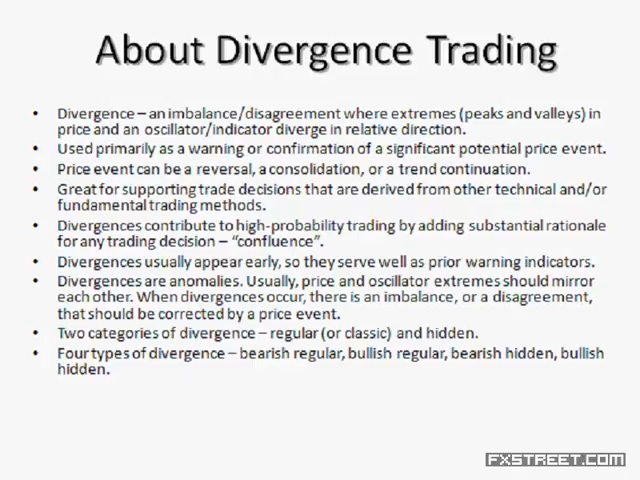 About Divergence Trading
• Divergence – an imbalance/disagreement where extremes (peaks and valleys) in
price and an oscillator/indicator diverge in relative direction.
• Used primarily as a warning or confirmation of a significant potential price event.
• Price event can be a reversal, a consolidation, or a trend continuation.
• Great for supporting trade decisions that are derived from other technical and/or
fundamental trading methods.
• Divergences contribute to high-probability trading by adding substantial rationale
for any trading decision – “confluence”.
• Divergences usually appear early, so they serve well as prior warning indicators.
• Divergences are anomalies. Usually, price and oscillator extremes should mirror
each other. When divergences occur, there is an imbalance, or a disagreement,
that should be corrected by a price event.
• Two categories of divergence – regular (or classic) and hidden.
• Four types of divergence – bearish regular, bullish regular, bearish hidden, bullish
hidden.
FXSTREET.COM